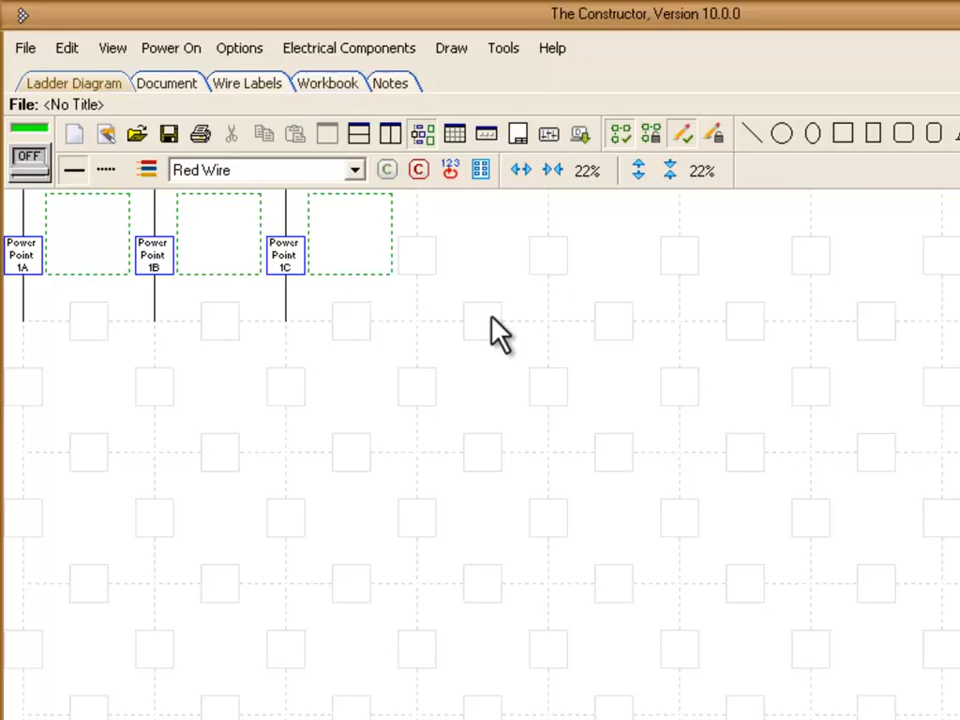 The Constructor, Version 10.0.0
File Edit View Power On Options Electrical Components Draw Tools Help
Ladder Diagram Document Wire Labels Workbook Notes
File: <No Title>
OFF
Red Wire
C C 123 22% 22%
Power Point 1A
Power Point 1B
Power Point 1C